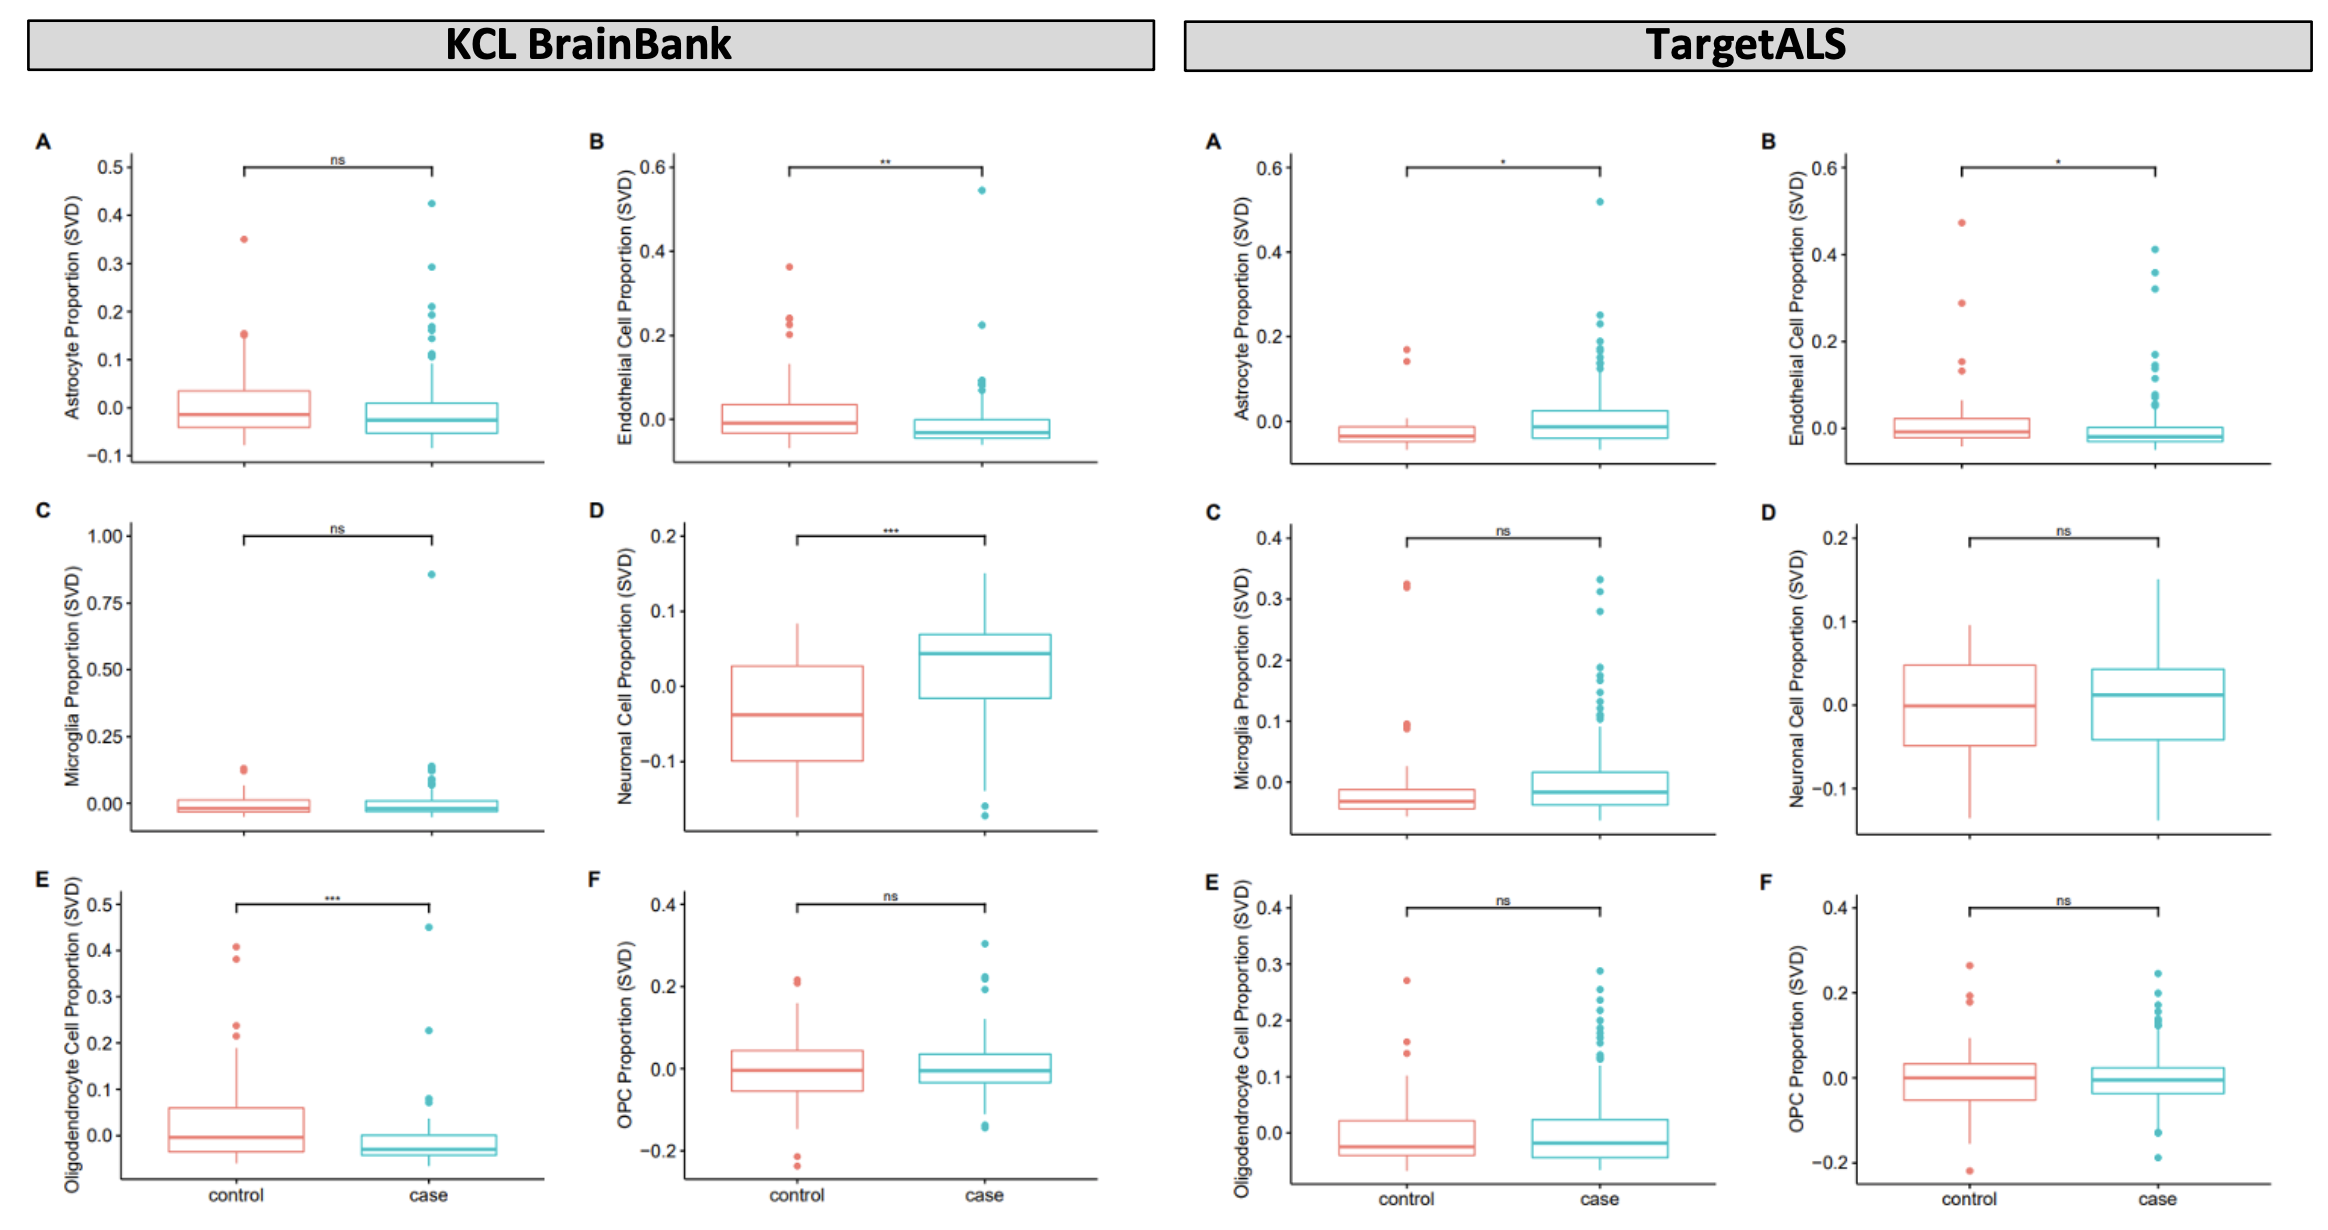 KCL BrainBank
TargetALS
A
Astrocyte Proportion (SVD)
0.5
0.4
0.3
0.2
0.1
0.0
−0.1
ns
B
Endothelial Cell Proportion (SVD)
0.6
0.4
0.2
0.0
**
C
Microglia Proportion (SVD)
1.00
0.75
0.50
0.25
0.00
ns
D
Neuronal Cell Proportion (SVD)
0.2
0.1
0.0
−0.1
***
E
Oligodendrocyte Cell Proportion (SVD)
0.5
0.4
0.3
0.2
0.1
0.0
***
control
case
F
OPC Proportion (SVD)
0.4
0.2
0.0
−0.2
ns
control
case
A
Astrocyte Proportion (SVD)
0.6
0.4
0.2
0.0
*
B
Endothelial Cell Proportion (SVD)
0.6
0.4
0.2
0.0
*
C
Microglia Proportion (SVD)
0.4
0.3
0.2
0.1
0.0
ns
D
Neuronal Cell Proportion (SVD)
0.2
0.1
0.0
−0.1
ns
E
Oligodendrocyte Cell Proportion (SVD)
0.4
0.3
0.2
0.1
0.0
ns
control
case
F
OPC Proportion (SVD)
0.4
0.2
0.0
−0.2
ns
control
case